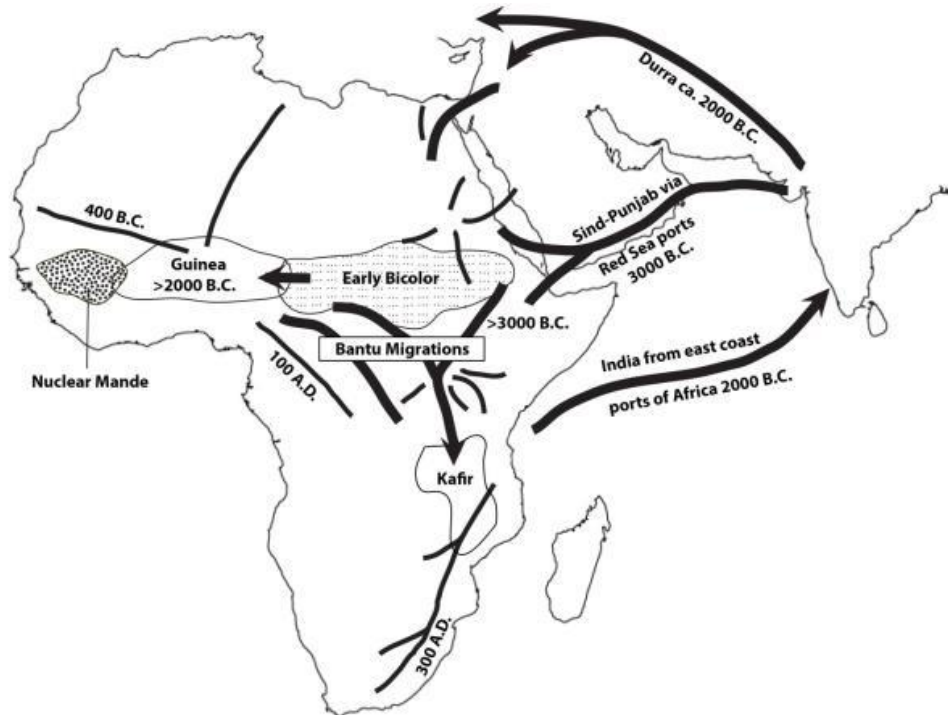 Durra ca. 2000 B.C.
Sind-Punjab via
Red Sea ports
3000 B.C.
400 B.C.
Guinea
>2000 B.C.
Early Bicolor
>3000 B.C.
Bantu Migrations
Nuclear Mande
100 A.D.
India from east coast
ports of Africa 2000 B.C.
Kafir
300 A.D.